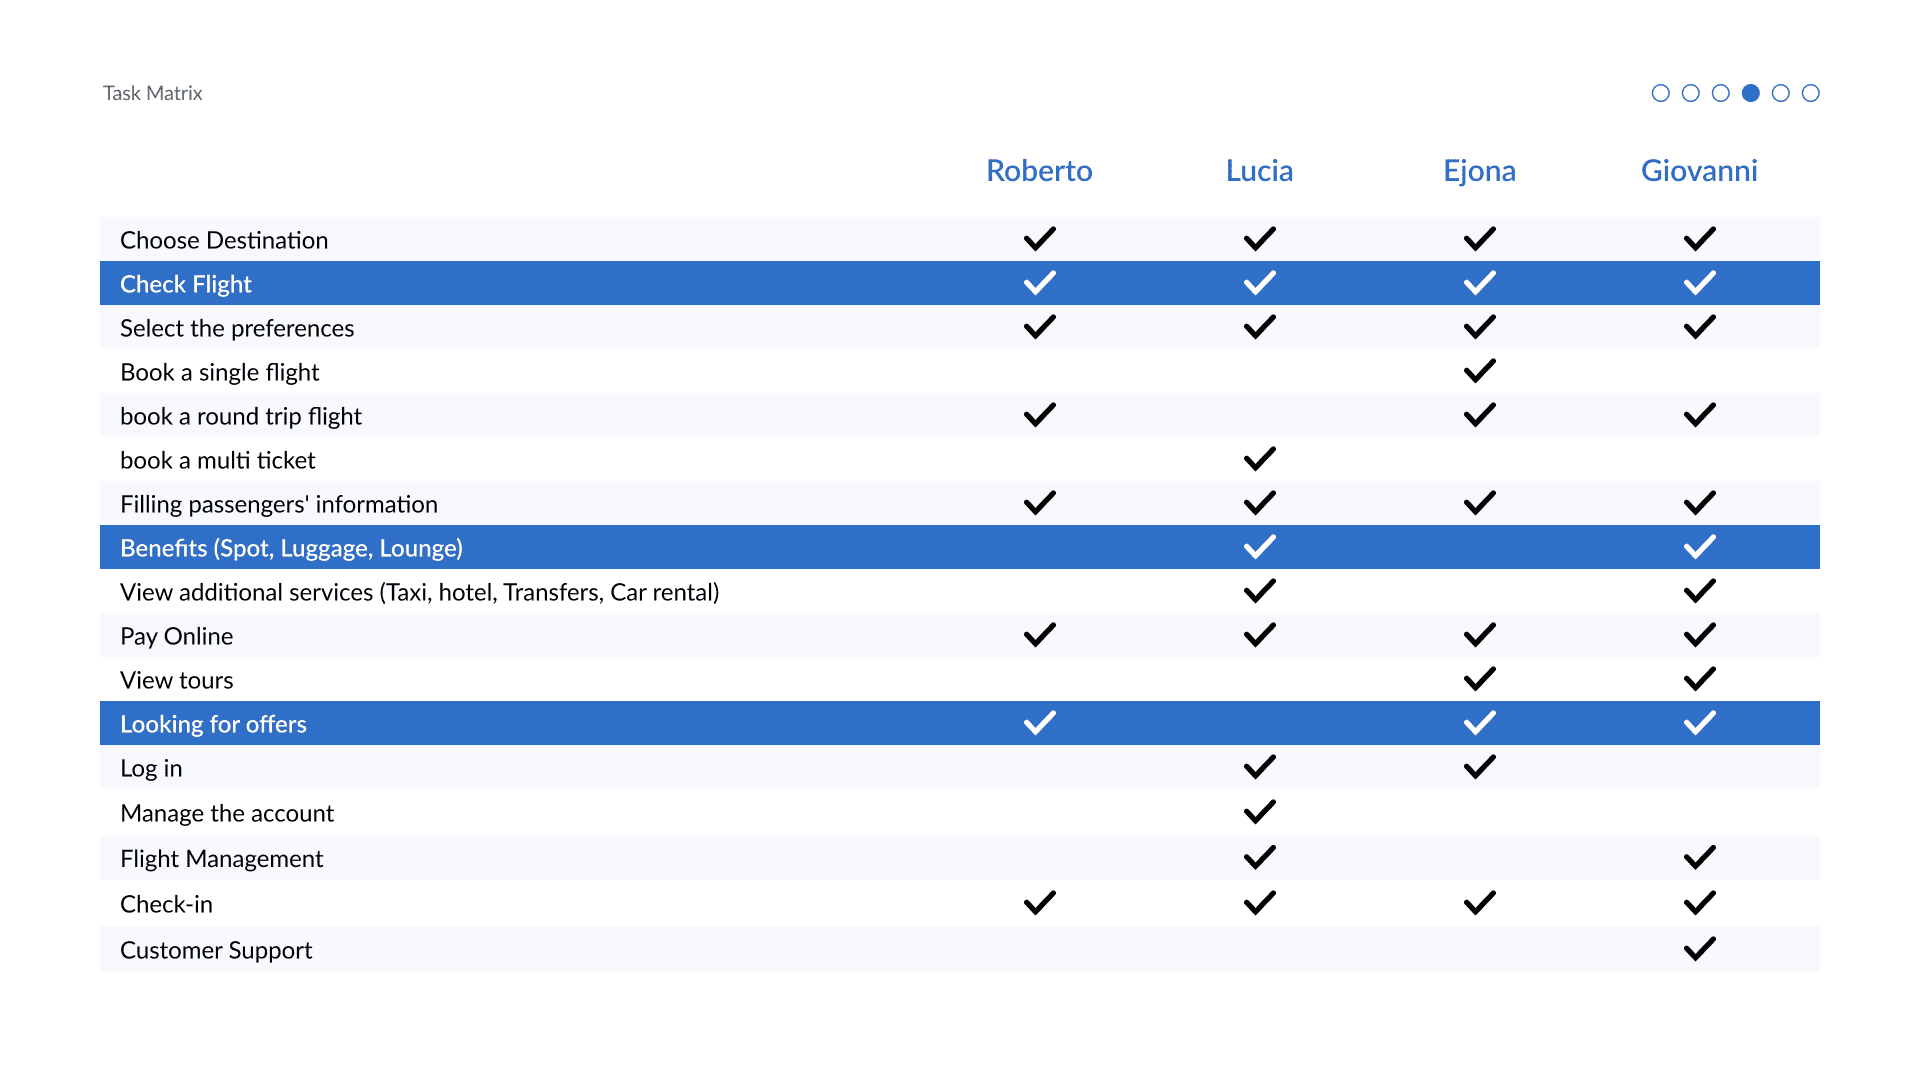 Task Matrix
Roberto Lucia Ejona Giovanni
Choose Destination
Check Flight
Select the preferences
Book a single flight
book a round trip flight
book a multi ticket
Filling passengers' information
Benefits (Spot, Luggage, Lounge)
View additional services (Taxi, hotel, Transfers, Car rental)
Pay Online
View tours
Looking for offers
Log in
Manage the account
Flight Management
Check-in
Customer Support